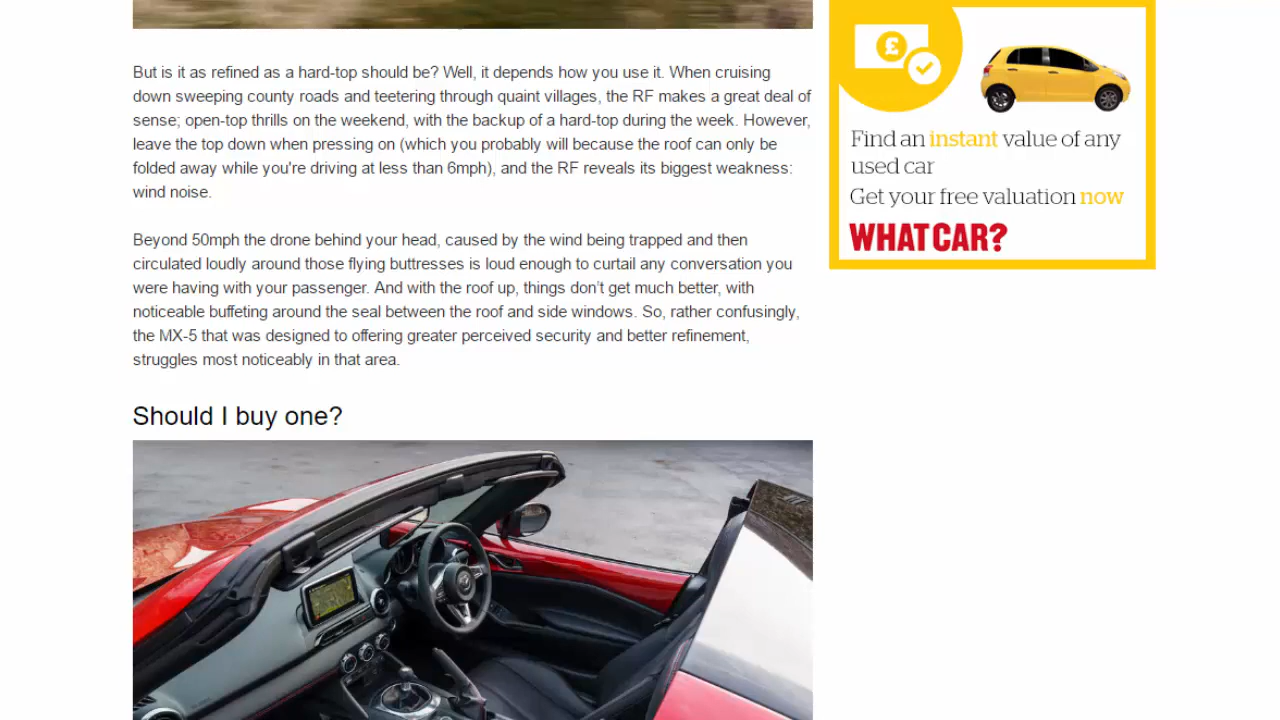 But is it as refined as a hard-top should be? Well, it depends how you use it. When cruising
down sweeping county roads and teetering through quaint villages, the RF makes a great deal of
sense; open-top thrills on the weekend, with the backup of a hard-top during the week. However,
leave the top down when pressing on (which you probably will because the roof can only be
folded away while you're driving at less than 6mph), and the RF reveals its biggest weakness:
wind noise.
Beyond 50mph the drone behind your head, caused by the wind being trapped and then
circulated loudly around those flying buttresses is loud enough to curtail any conversation you
were having with your passenger. And with the roof up, things don’t get much better, with
noticeable buffeting around the seal between the roof and side windows. So, rather confusingly,
the MX-5 that was designed to offering greater perceived security and better refinement,
struggles most noticeably in that area.
Should I buy one?
£
Find an instant value of any
used car
Get your free valuation now
WHAT CAR?